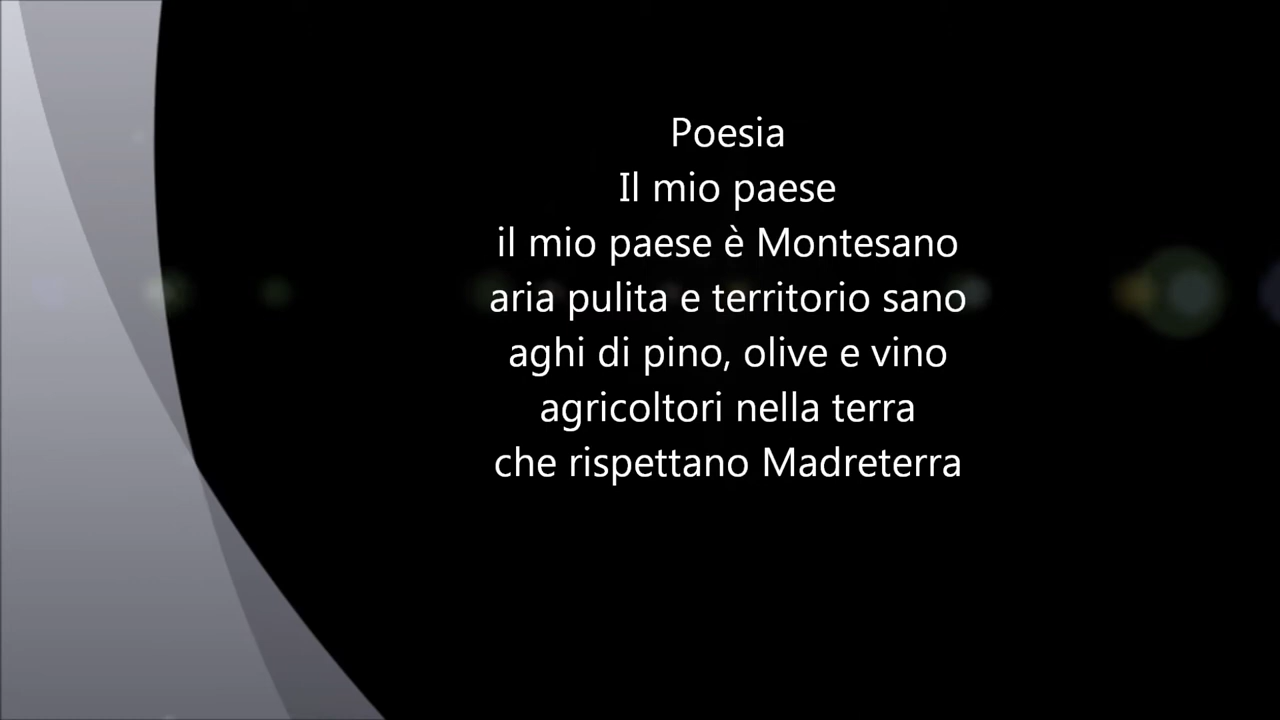 Poesia
Il mio paese
il mio paese è Montesano
aria pulita e territorio sano
aghi di pino, olive e vino
agricoltori nella terra
che rispettano Madreterra